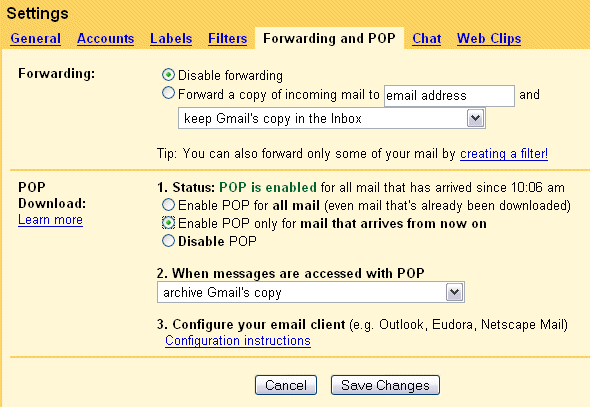 Settings
General Accounts Labels Filters Forwarding and POP Chat Web Clips
Forwarding:
Disable forwarding
Forward a copy of incoming mail to email address and
keep Gmail's copy in the Inbox
Tip: You can also forward only some of your mail by creating a filter!
POP
Download:
Learn more
1. Status: POP is enabled for all mail that has arrived since 10:06 am
Enable POP for all mail (even mail that's already been downloaded)
Enable POP only for mail that arrives from now on
Disable POP
2. When messages are accessed with POP
archive Gmail's copy
3. Configure your email client (e.g. Outlook, Eudora, Netscape Mail)
Configuration instructions
Cancel Save Changes